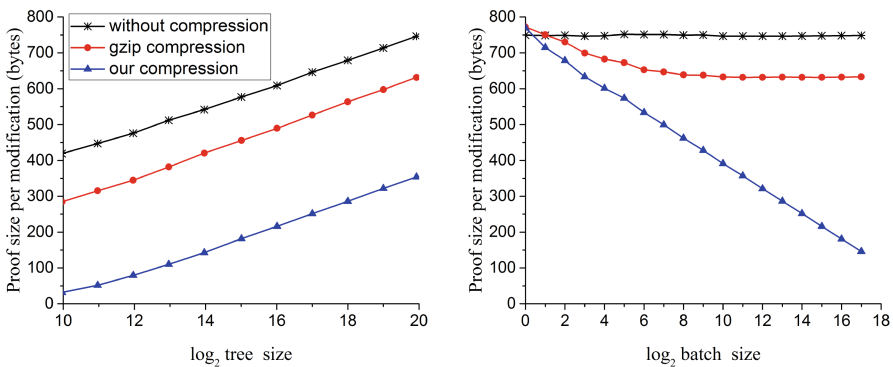 800
700
600
500
400
300
200
100
0
Proof size per modification (bytes)
without compression
gzip compression
our compression
10 12 14 16 18 20
log2 tree size
800
700
600
500
400
300
200
100
0
Proof size per modification (bytes)
0 2 4 6 8 10 12 14 16 18
log2 batch size